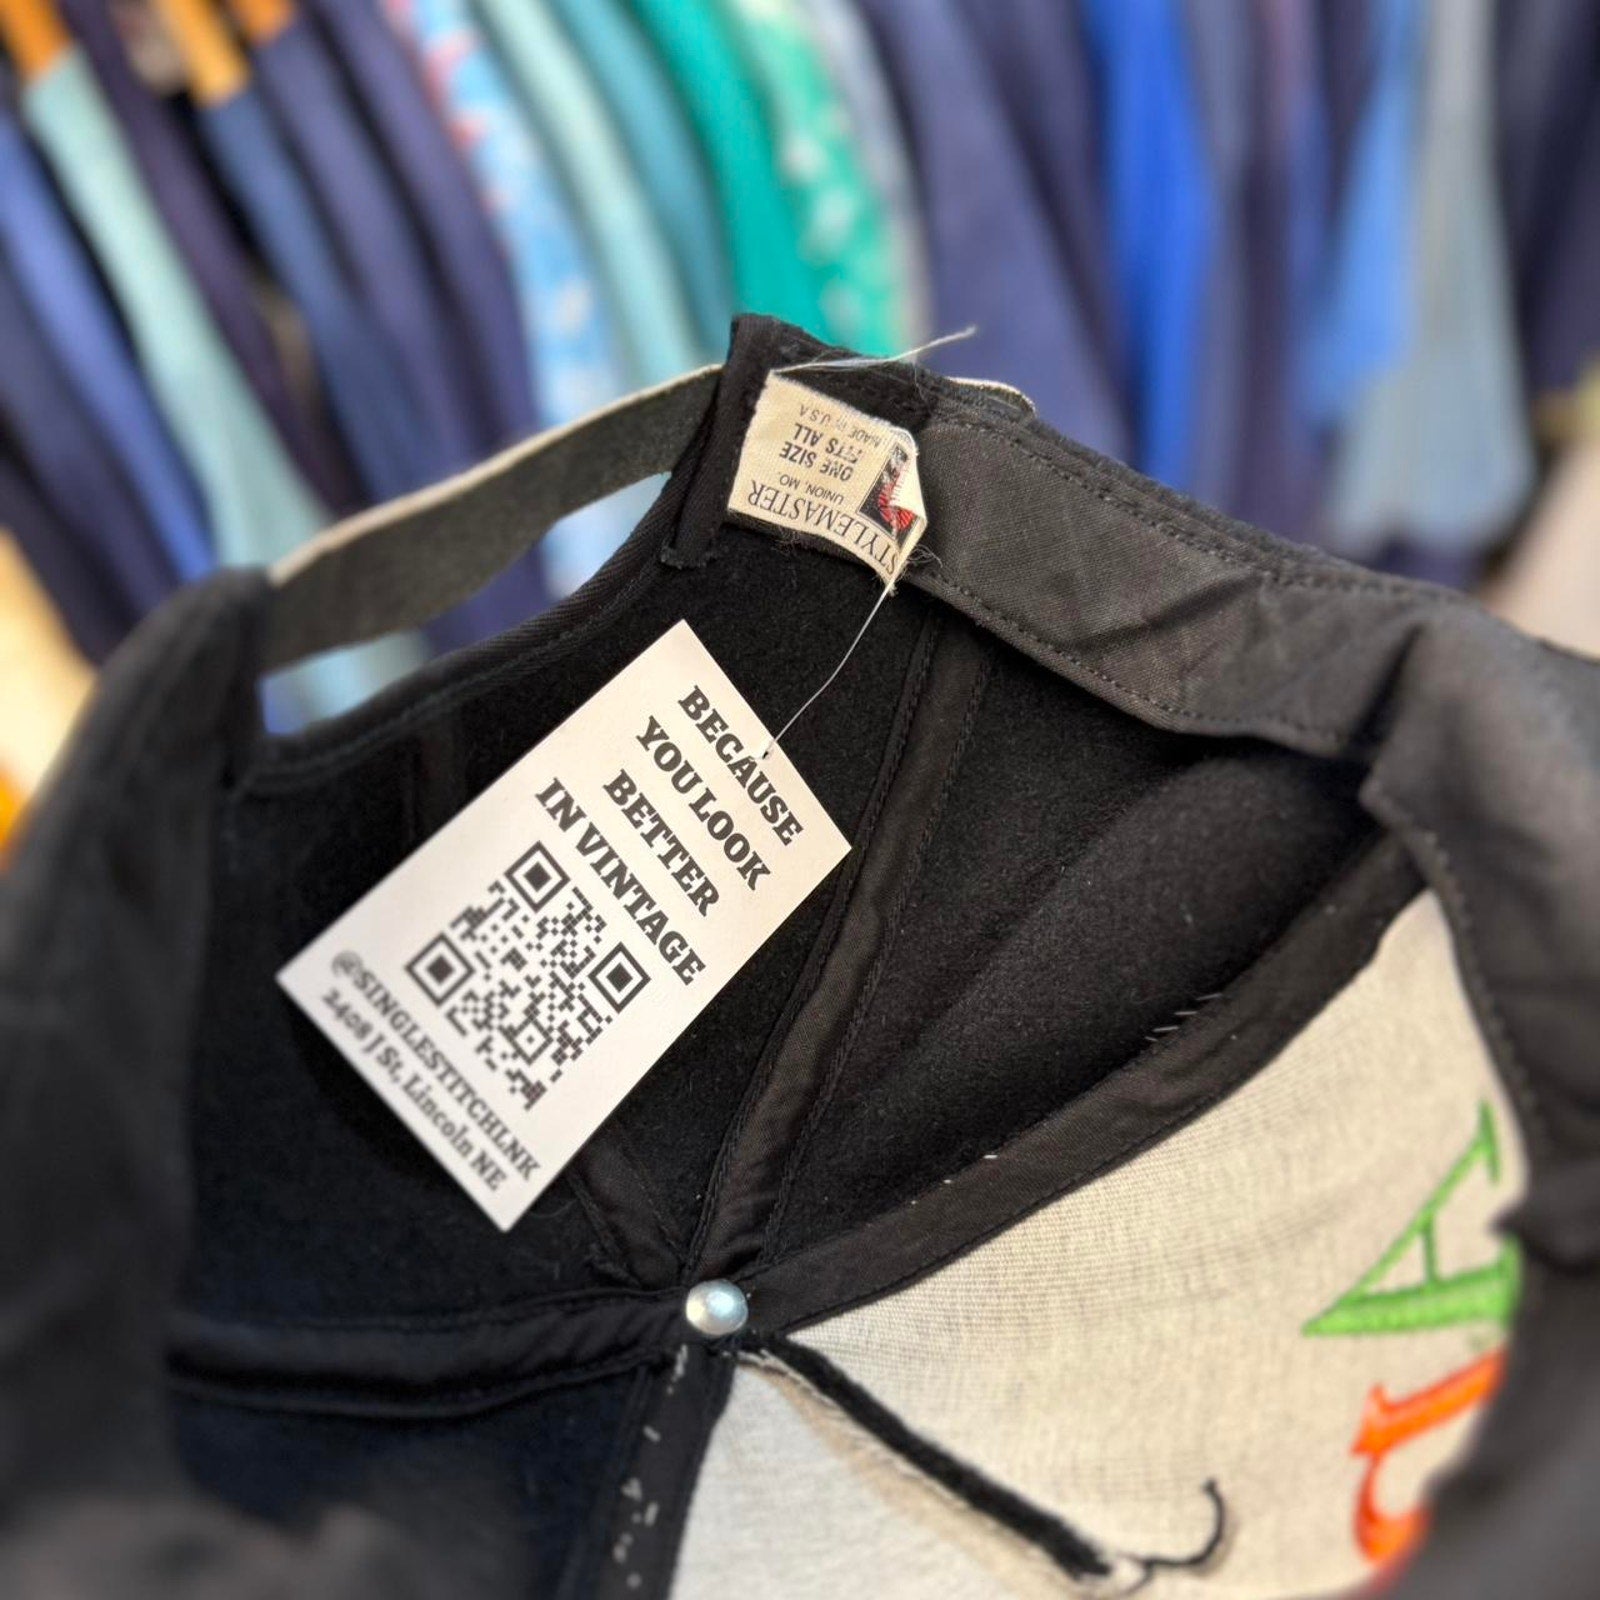 STYLEMASTER
UNION, MO.
ONE SIZE
FITS ALL
MADE IN U.S.A
BECAUSE
YOU LOOK
BETTER
IN VINTAGE
@SINGLESTITCHLNK
2408 J St, Lincoln NE
A
J